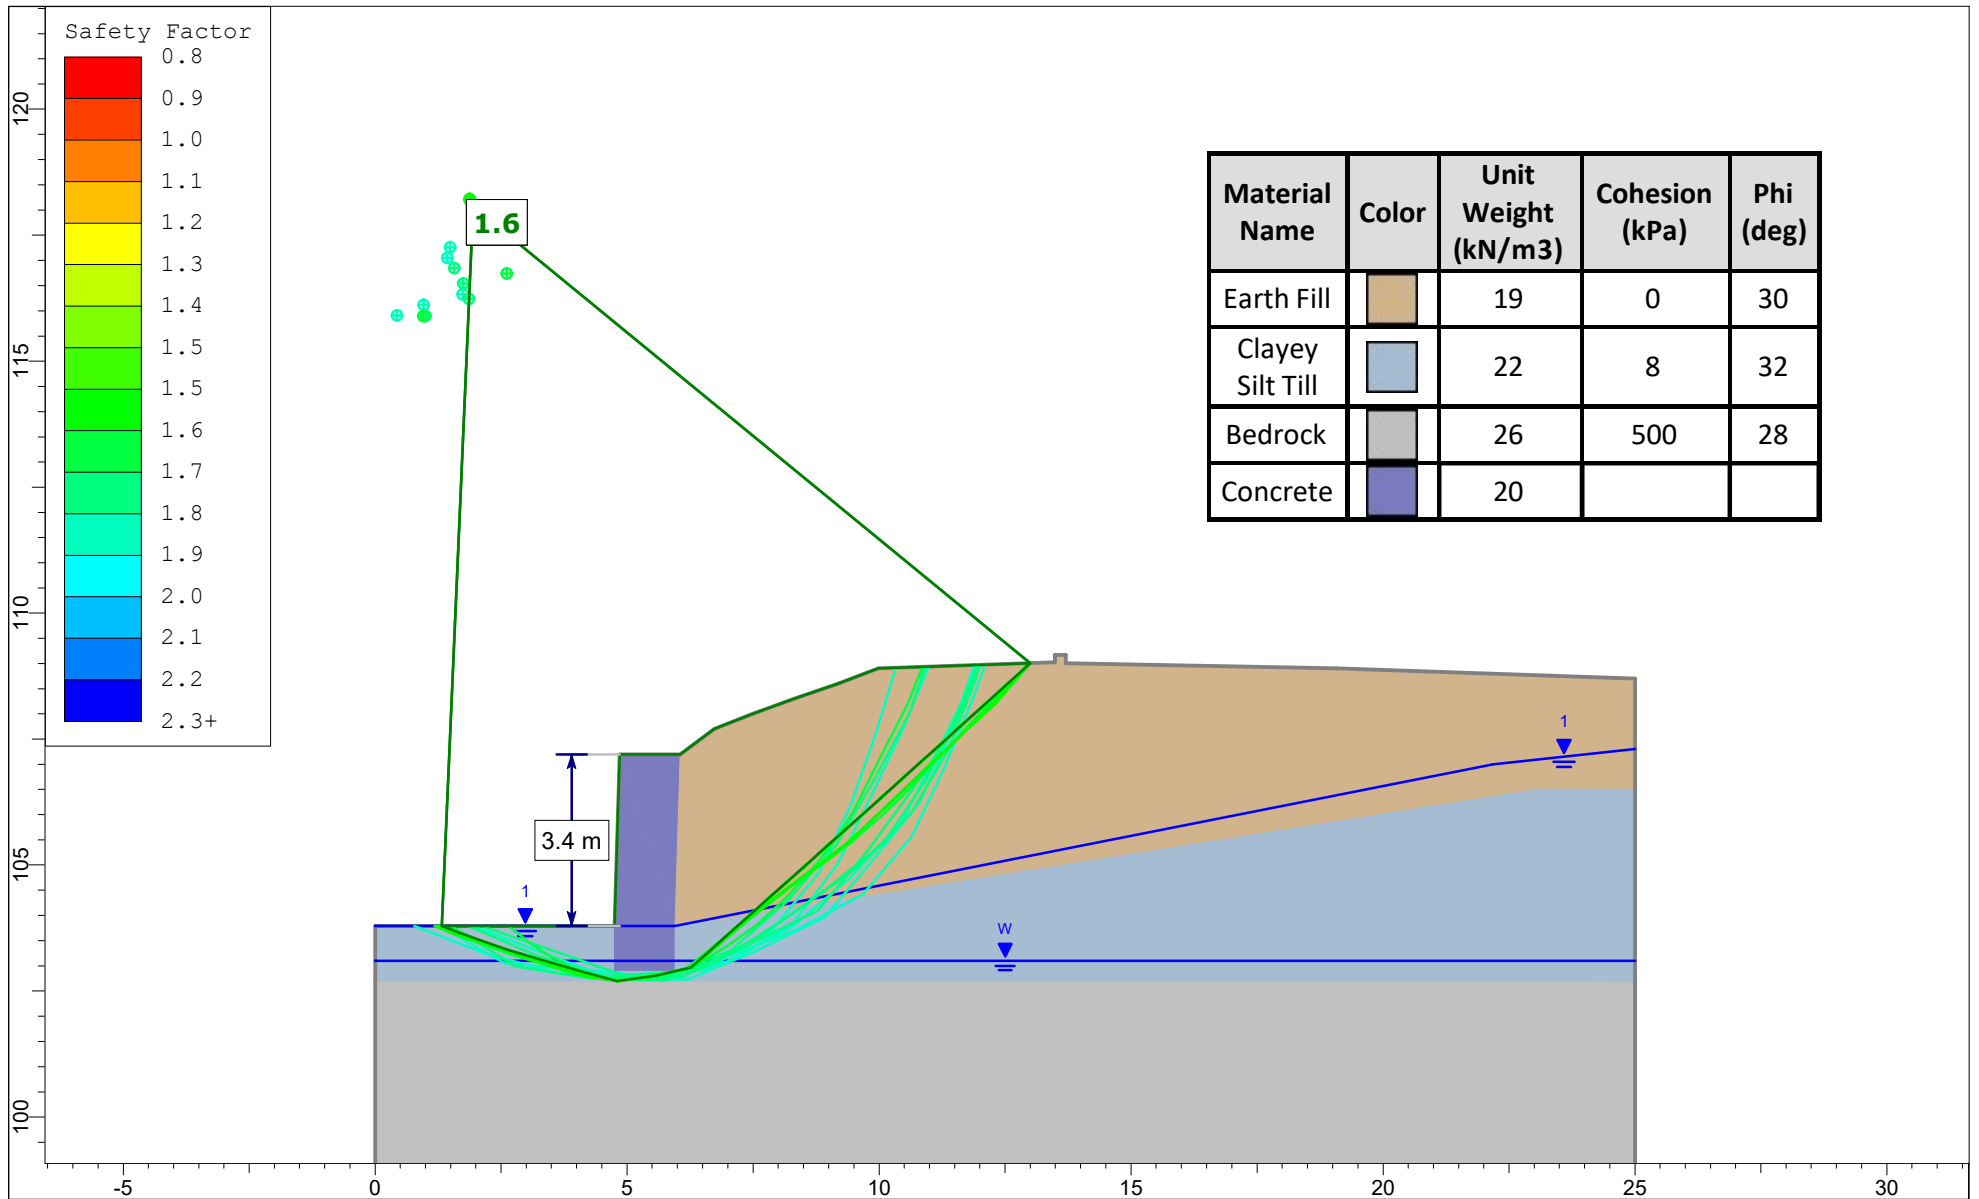 Safety Factor
0.8
0.9
1.0
1.1
1.2
1.3
1.4
1.5
1.5
1.6
1.7
1.8
1.9
2.0
2.1
2.2
2.3+
1.6
Material Name Color Unit Weight (kN/m3) Cohesion (kPa) Phi (deg)
Earth Fill 19 0 30
Clayey Silt Till 22 8 32
Bedrock 26 500 28
Concrete 20
3.4 m
1
1
W
120
115
110
105
100
-5 0 5 10 15 20 25 30